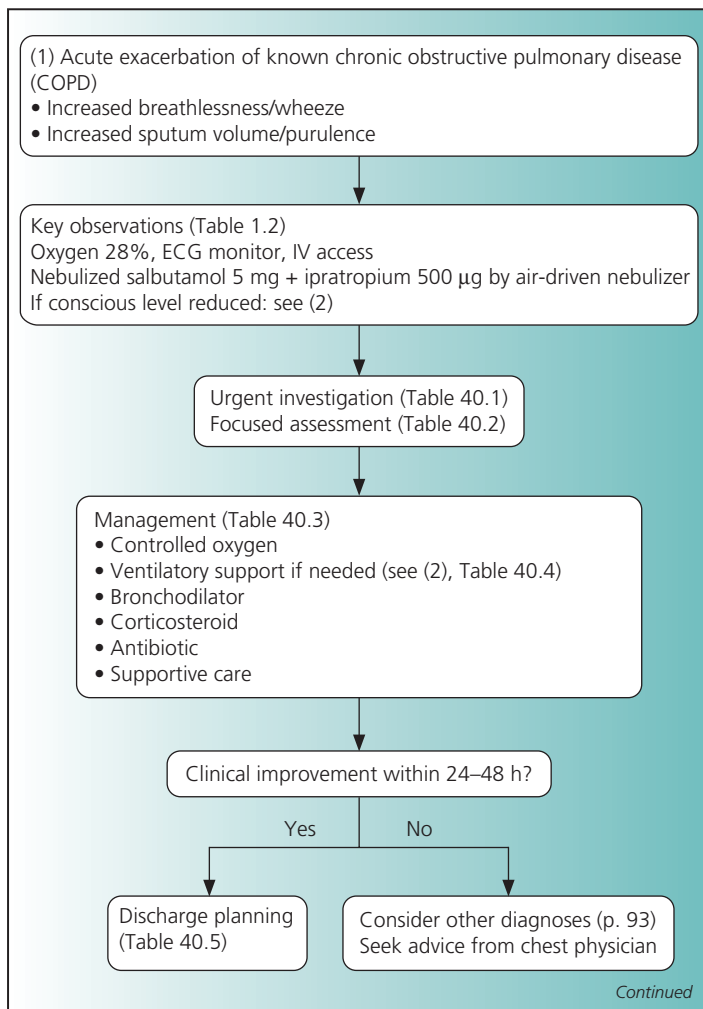 (1) Acute exacerbation of known chronic obstructive pulmonary disease
(COPD)
• Increased breathlessness/wheeze
• Increased sputum volume/purulence
Key observations (Table 1.2)
Oxygen 28%, ECG monitor, IV access
Nebulized salbutamol 5 mg + ipratropium 500 μg by air-driven nebulizer
If conscious level reduced: see (2)
Urgent investigation (Table 40.1)
Focused assessment (Table 40.2)
Management (Table 40.3)
• Controlled oxygen
• Ventilatory support if needed (see (2), Table 40.4)
• Bronchodilator
• Corticosteroid
• Antibiotic
• Supportive care
Clinical improvement within 24–48 h?
Yes No
Discharge planning
(Table 40.5)
Consider other diagnoses (p. 93)
Seek advice from chest physician
Continued